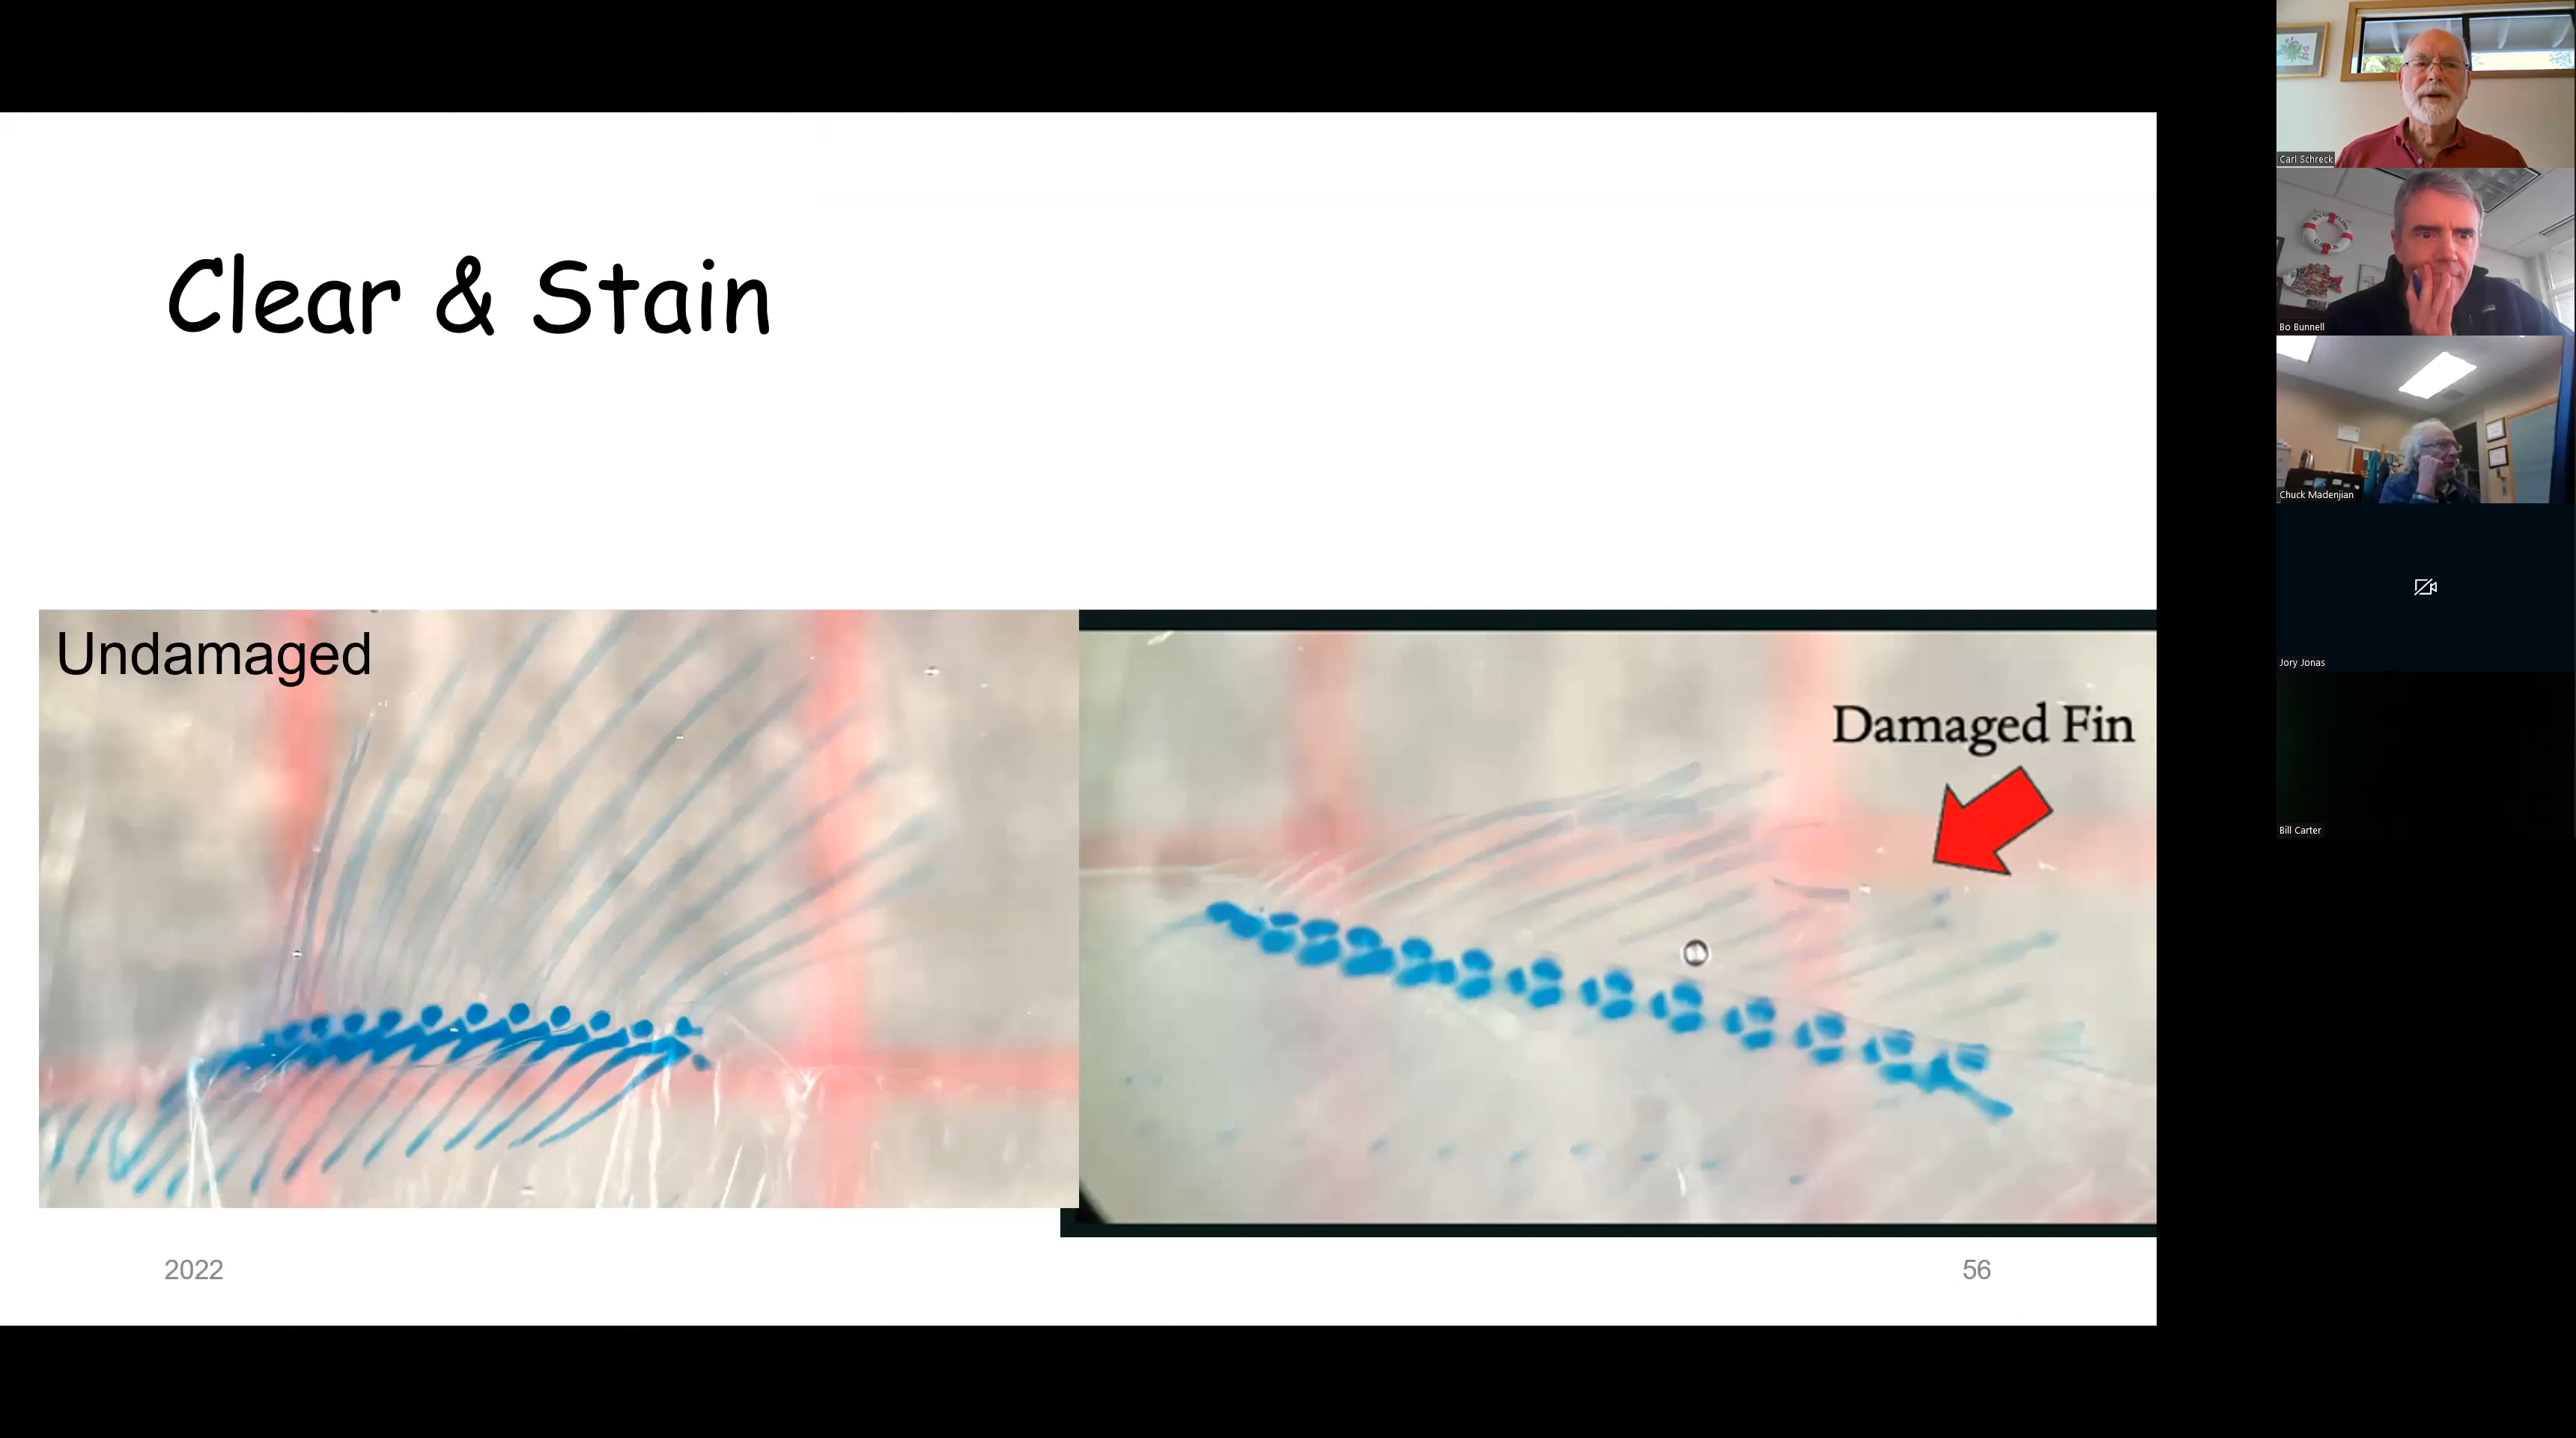 Clear & Stain
Undamaged
Damaged Fin
2022
56
Carl Schreck
Bo Bunnell
Chuck Madenjian
Jory Jonas
Bill Carter